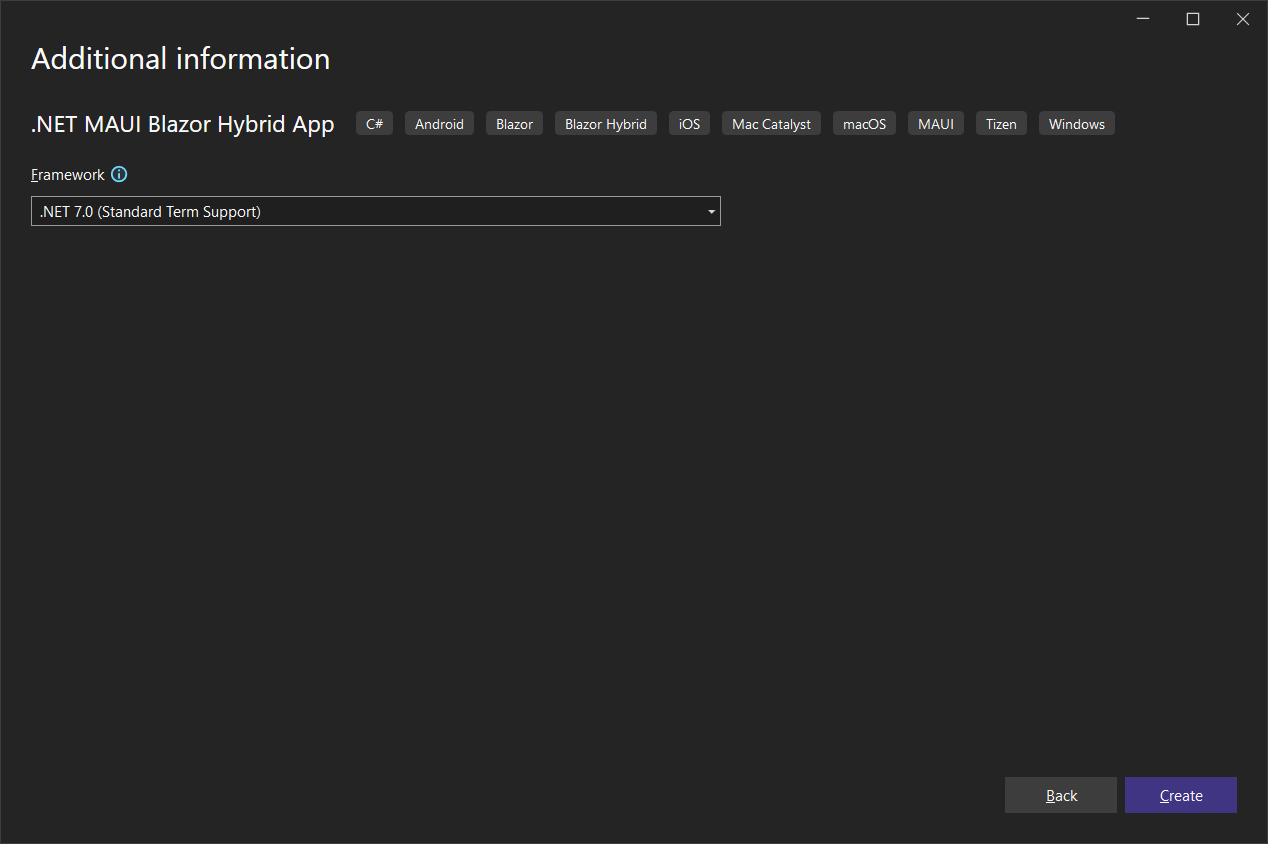 Additional information
.NET MAUI Blazor Hybrid App C# Android Blazor Blazor Hybrid iOS Mac Catalyst macOS MAUI Tizen Windows
Framework
.NET 7.0 (Standard Term Support)
Back Create